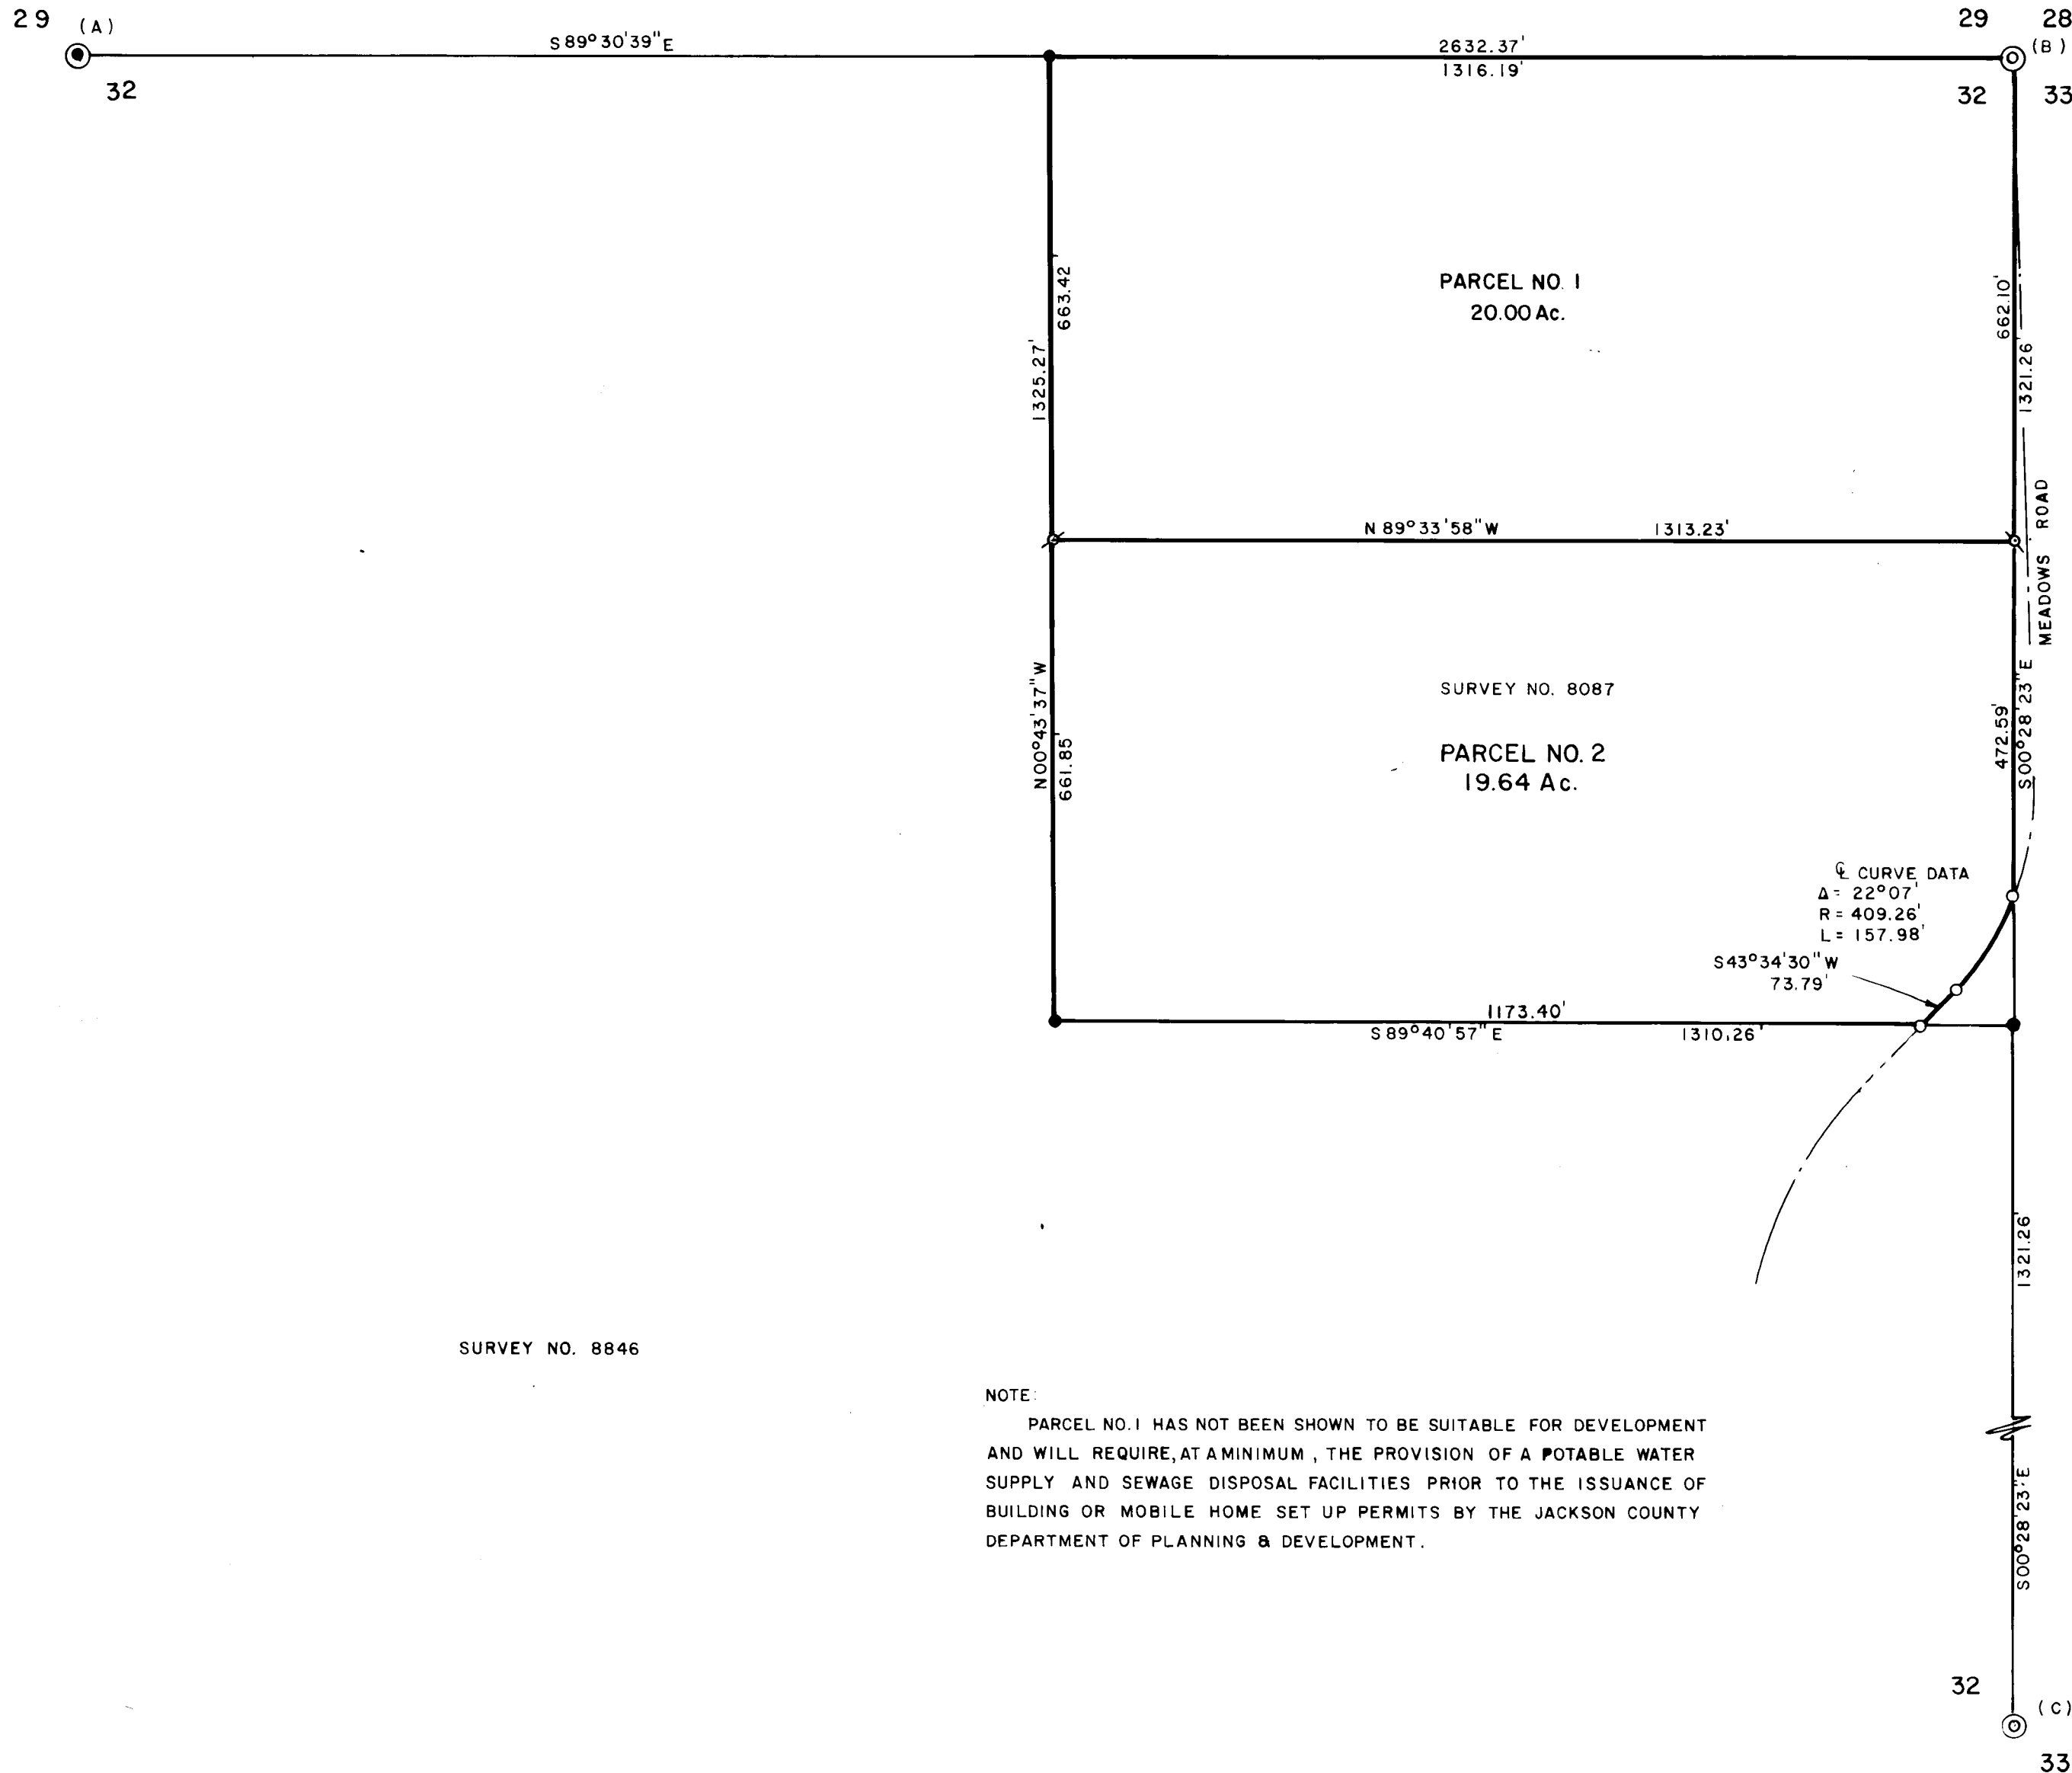 29 (A)
29 28
(B)
S89°30'39"E
2632.37'
1316.19'
32
32 33
663.42'
1325.27'
PARCEL NO. 1
20.00 Ac.
662.10'
1321.26'
N 89°33'58"W 1313.23'
MEADOWS ROAD
N00°43'37"W
661.85'
SURVEY NO. 8087
PARCEL NO. 2
19.64 Ac.
472.59'
S00°28'23"E
℄ CURVE DATA
Δ = 22°07'
R = 409.26'
L = 157.98'
S43°34'30"W
73.79'
1173.40'
S89°40'57"E 1310.26'
1321.26'
SURVEY NO. 8846
NOTE:
PARCEL NO. 1 HAS NOT BEEN SHOWN TO BE SUITABLE FOR DEVELOPMENT
AND WILL REQUIRE, AT A MINIMUM, THE PROVISION OF A POTABLE WATER
SUPPLY AND SEWAGE DISPOSAL FACILITIES PRIOR TO THE ISSUANCE OF
BUILDING OR MOBILE HOME SET UP PERMITS BY THE JACKSON COUNTY
DEPARTMENT OF PLANNING & DEVELOPMENT.
S00°28'23"E
32
(C)
33